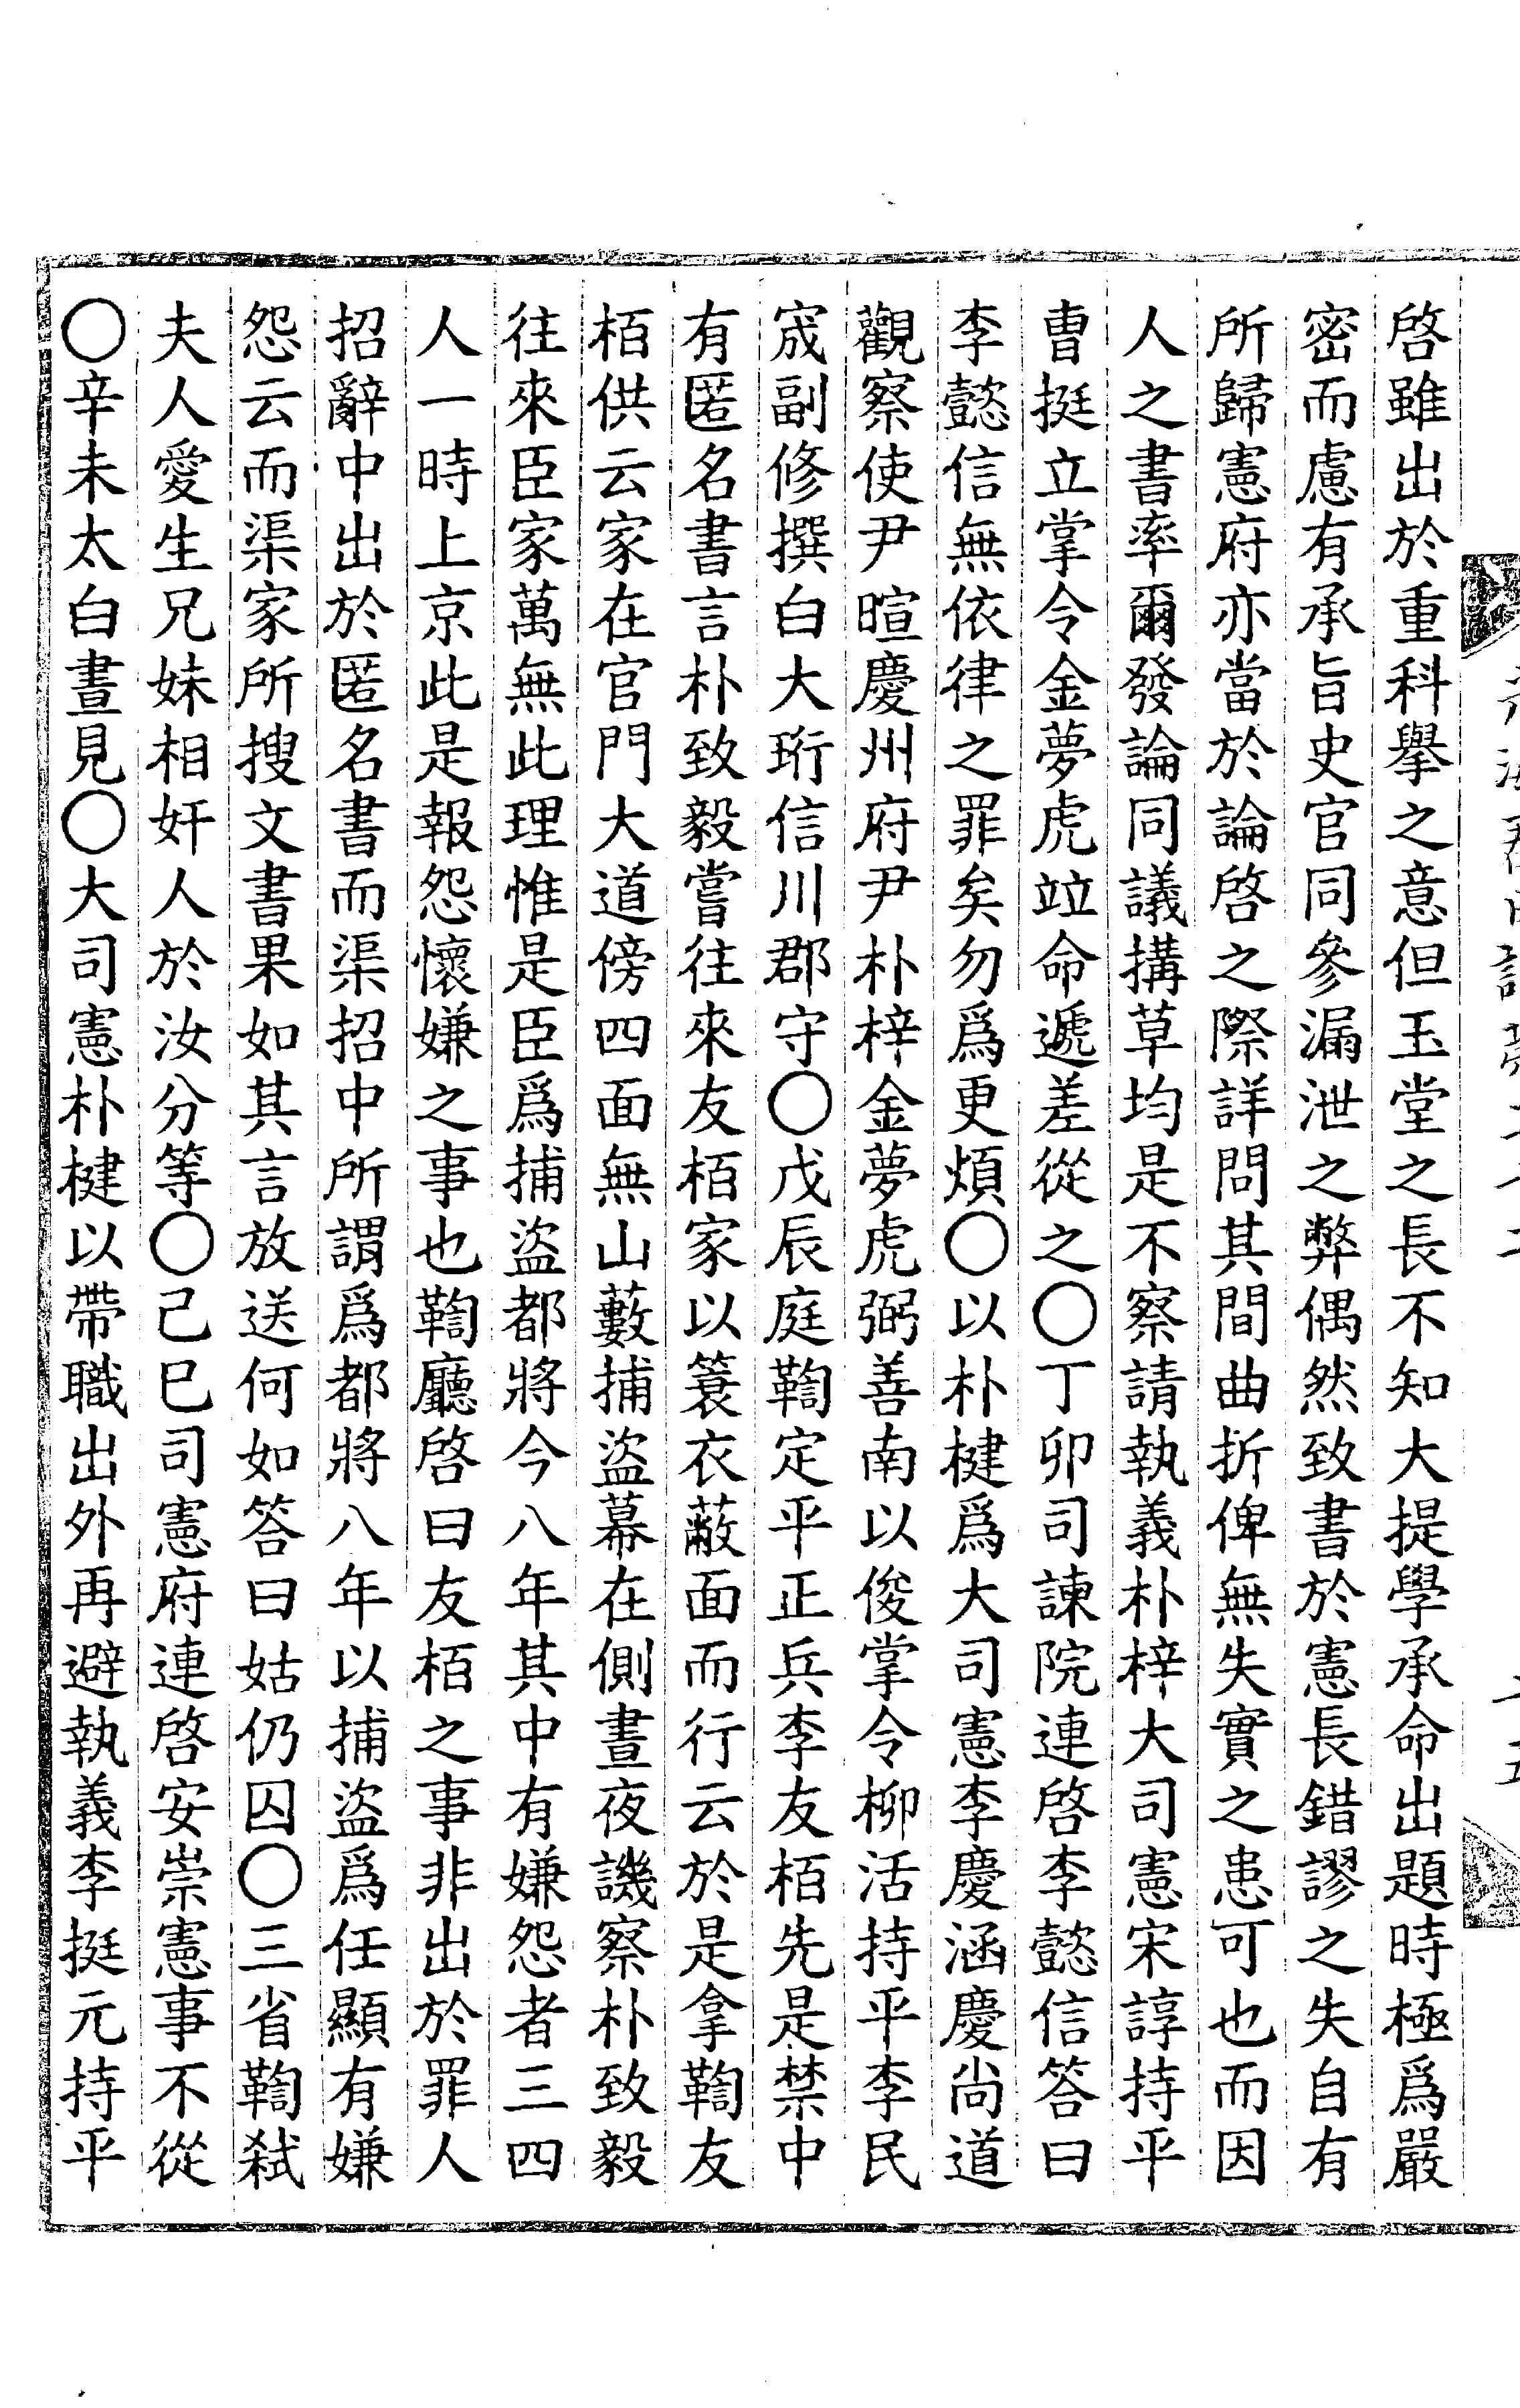 啓雖出於重科擧之意但玉堂之長不知大提學承命出題時極爲嚴
密而慮有承旨史官同參漏泄之弊偶然致書於憲長錯謬之失自有
所歸憲府亦當於論啓之際詳問其間曲折俾無失實之患可也而因
人之書率爾發論同議搆草均是不察請執義朴梓大司憲宋諄持平
曺挺立掌令金夢虎竝命遞差從之〇丁卯司諫院連啓李懿信答曰
李懿信無依律之罪矣勿爲更煩〇以朴楗爲大司憲李慶涵慶尙道
觀察使尹暄慶州府尹朴梓金夢虎弼善南以俊掌令柳活持平李民
宬副修撰白大珩信川郡守〇戊辰庭鞫定平正兵李友栢先是禁中
有匿名書言朴致毅嘗往來友栢家以簑衣蔽面而行云於是拿鞫友
栢供云家在官門大道傍四面無山藪捕盜幕在側晝夜譏察朴致毅
往來臣家萬無此理惟是臣爲捕盜都將今八年其中有嫌怨者三四
人一時上京此是報怨懷嫌之事也鞫廳啓曰友栢之事非出於罪人
招辭中出於匿名書而渠招中所謂爲都將八年以捕盜爲任顯有嫌
怨云而渠家所搜文書果如其言放送何如答曰姑仍囚〇三省鞫弑
夫人愛生兄妹相奸人於汝分等〇己巳司憲府連啓安崇憲事不從
〇辛未太白晝見〇大司憲朴楗以帶職出外再避執義李挺元持平